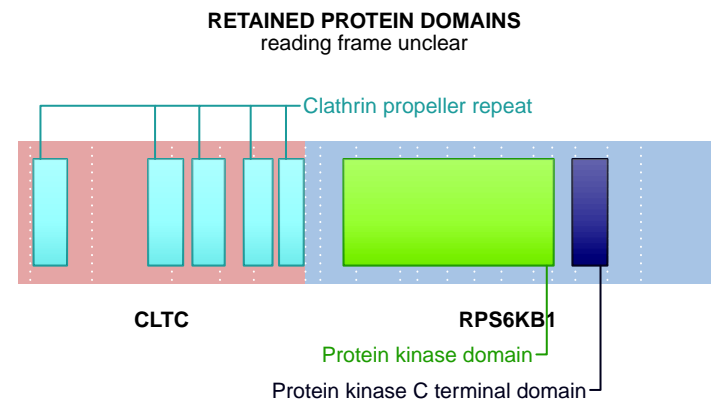 RETAINED PROTEIN DOMAINS
reading frame unclear
Clathrin propeller repeat
CLTC
RPS6KB1
Protein kinase domain
Protein kinase C terminal domain